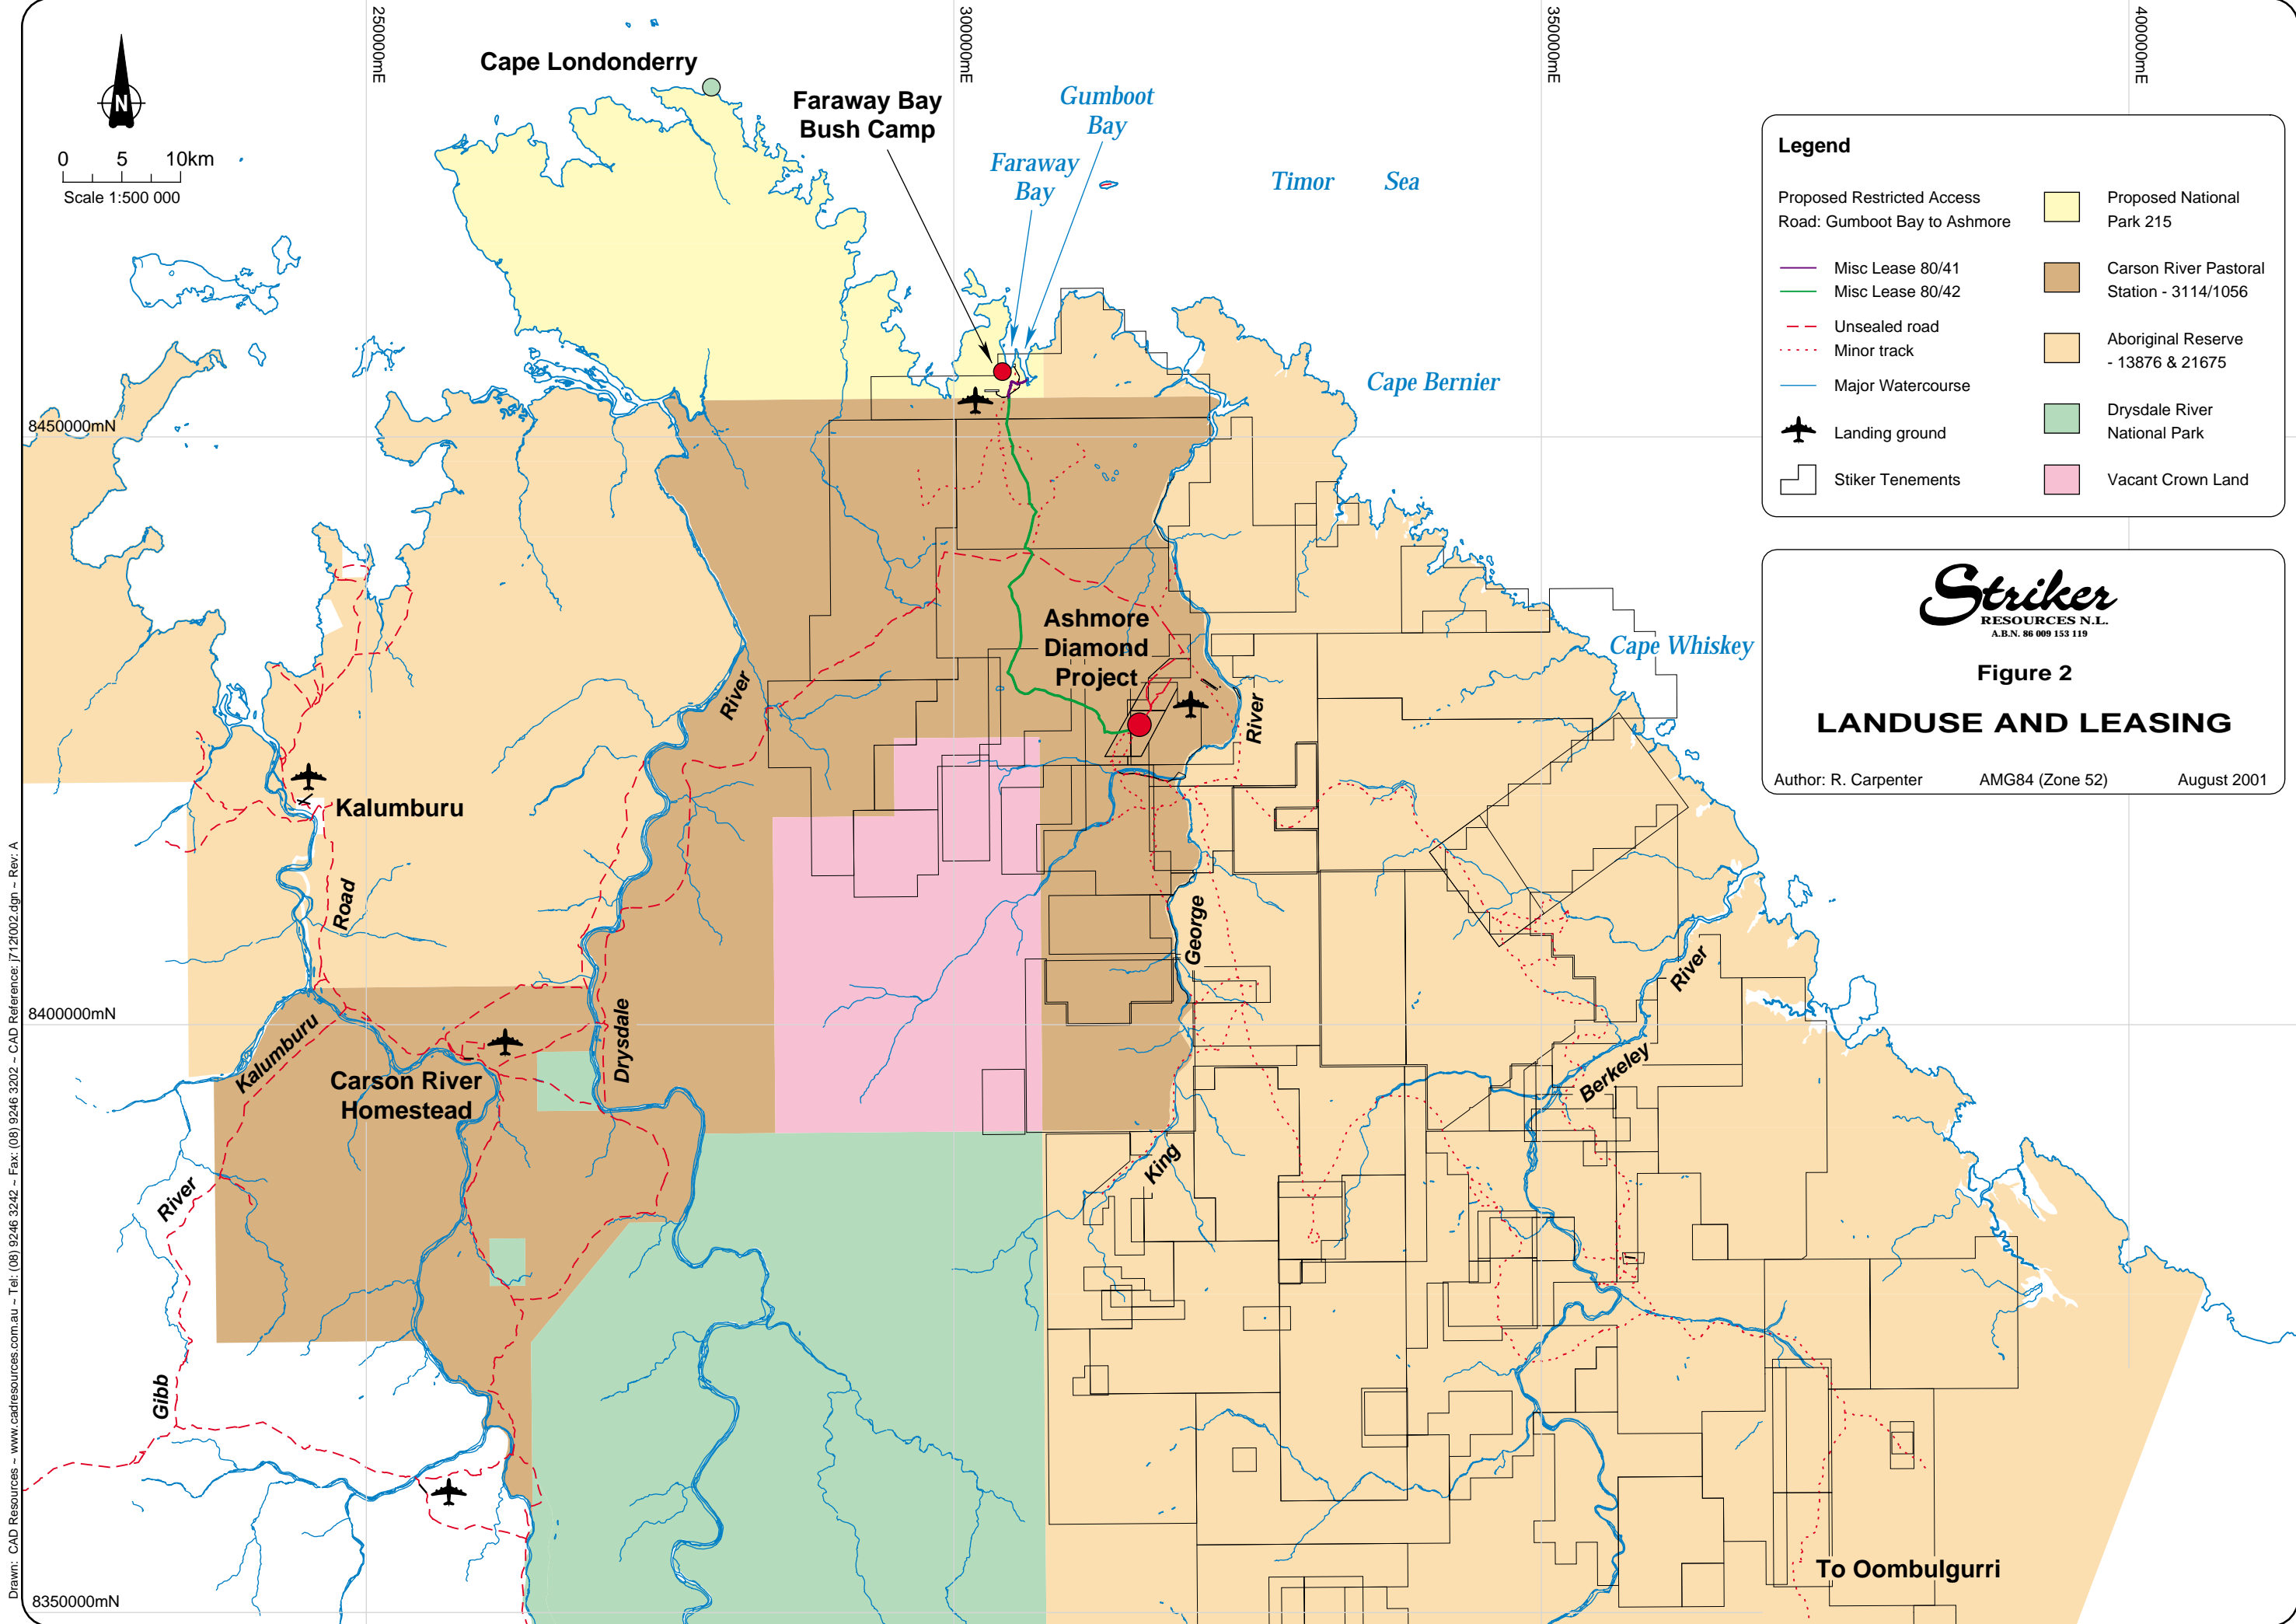 250000mE
300000mE
350000mE
400000mE
N
0 5 10km
Scale 1:500 000
Cape Londonderry
Faraway Bay
Bush Camp
Gumboot
Bay
Faraway
Bay
Timor Sea
Cape Bernier
Cape Whiskey
8450000mN
8400000mN
8350000mN
Ashmore
Diamond
Project
River
River
Kalumburu
Road
George
Drysdale
Kalumburu
Carson River
Homestead
River
Berkeley
King
River
Gibb
To Oombulgurri
Legend
Proposed Restricted Access
Road: Gumboot Bay to Ashmore
Misc Lease 80/41
Misc Lease 80/42
Unsealed road
Minor track
Major Watercourse
Landing ground
Stiker Tenements
Proposed National
Park 215
Carson River Pastoral
Station - 3114/1056
Aboriginal Reserve
- 13876 & 21675
Drysdale River
National Park
Vacant Crown Land
Striker
RESOURCES N.L.
A.B.N. 86 009 153 119
Figure 2
LANDUSE AND LEASING
Author: R. Carpenter AMG84 (Zone 52) August 2001
Drawn: CAD Resources ~ www.cadresources.com.au ~ Tel: (08) 9246 3242 ~ Fax: (08) 9246 3202 ~ CAD Reference: j712f002.dgn ~ Rev: A